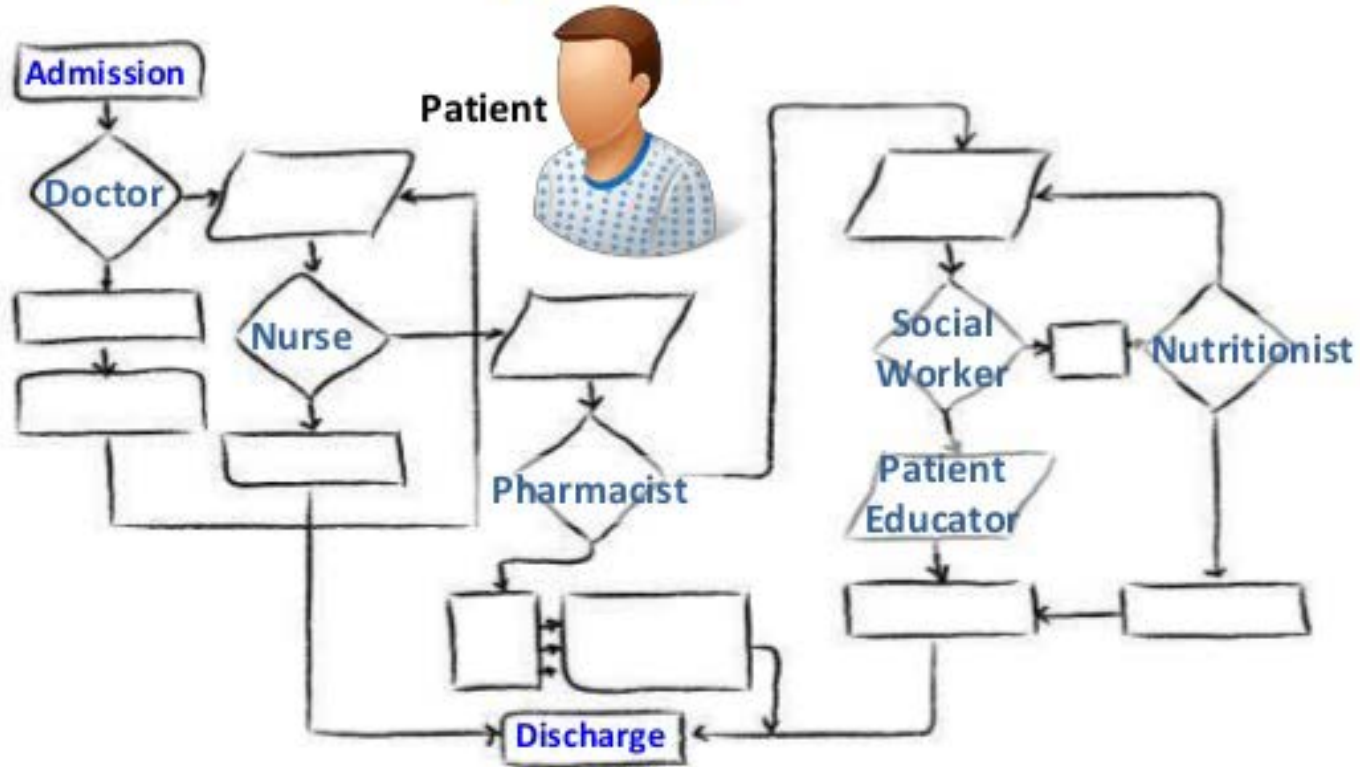 Admission
Patient
Doctor
Nurse
Social
Worker
Nutritionist
Pharmacist
Patient
Educator
Discharge